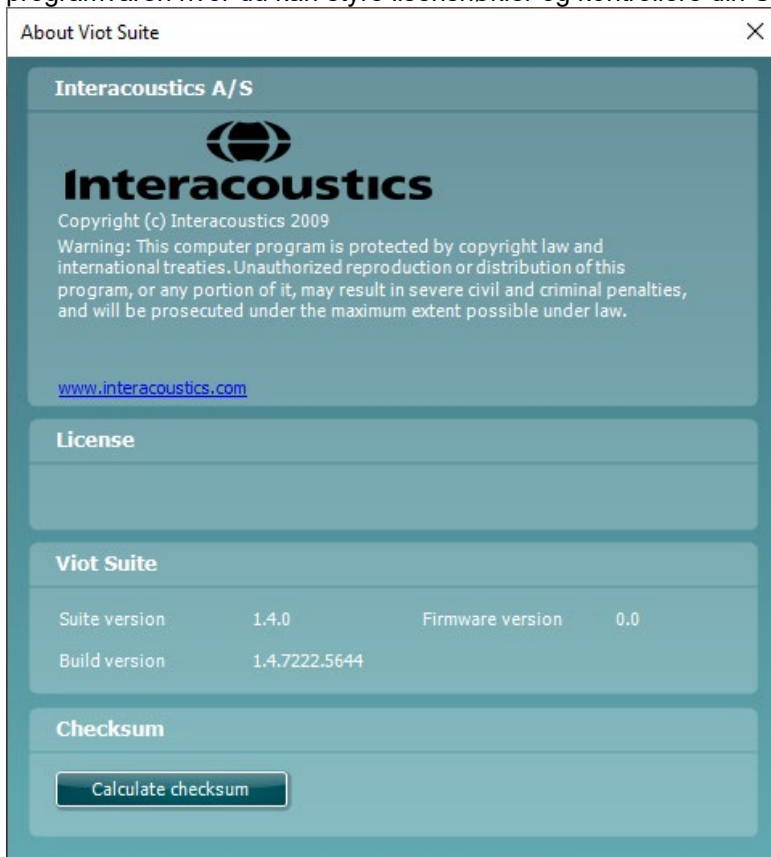 About Viot Suite
Interacoustics A/S
Interacoustics
Copyright (c) Interacoustics 2009
Warning: This computer program is protected by copyright law and
international treaties. Unauthorized reproduction or distribution of this
program, or any portion of it, may result in severe civil and criminal penalties,
and will be prosecuted under the maximum extent possible under law.
www.interacoustics.com
License
Viot Suite
Suite version 1.4.0 Firmware version 0.0
Build version 1.4.7222.5644
Checksum
Calculate checksum